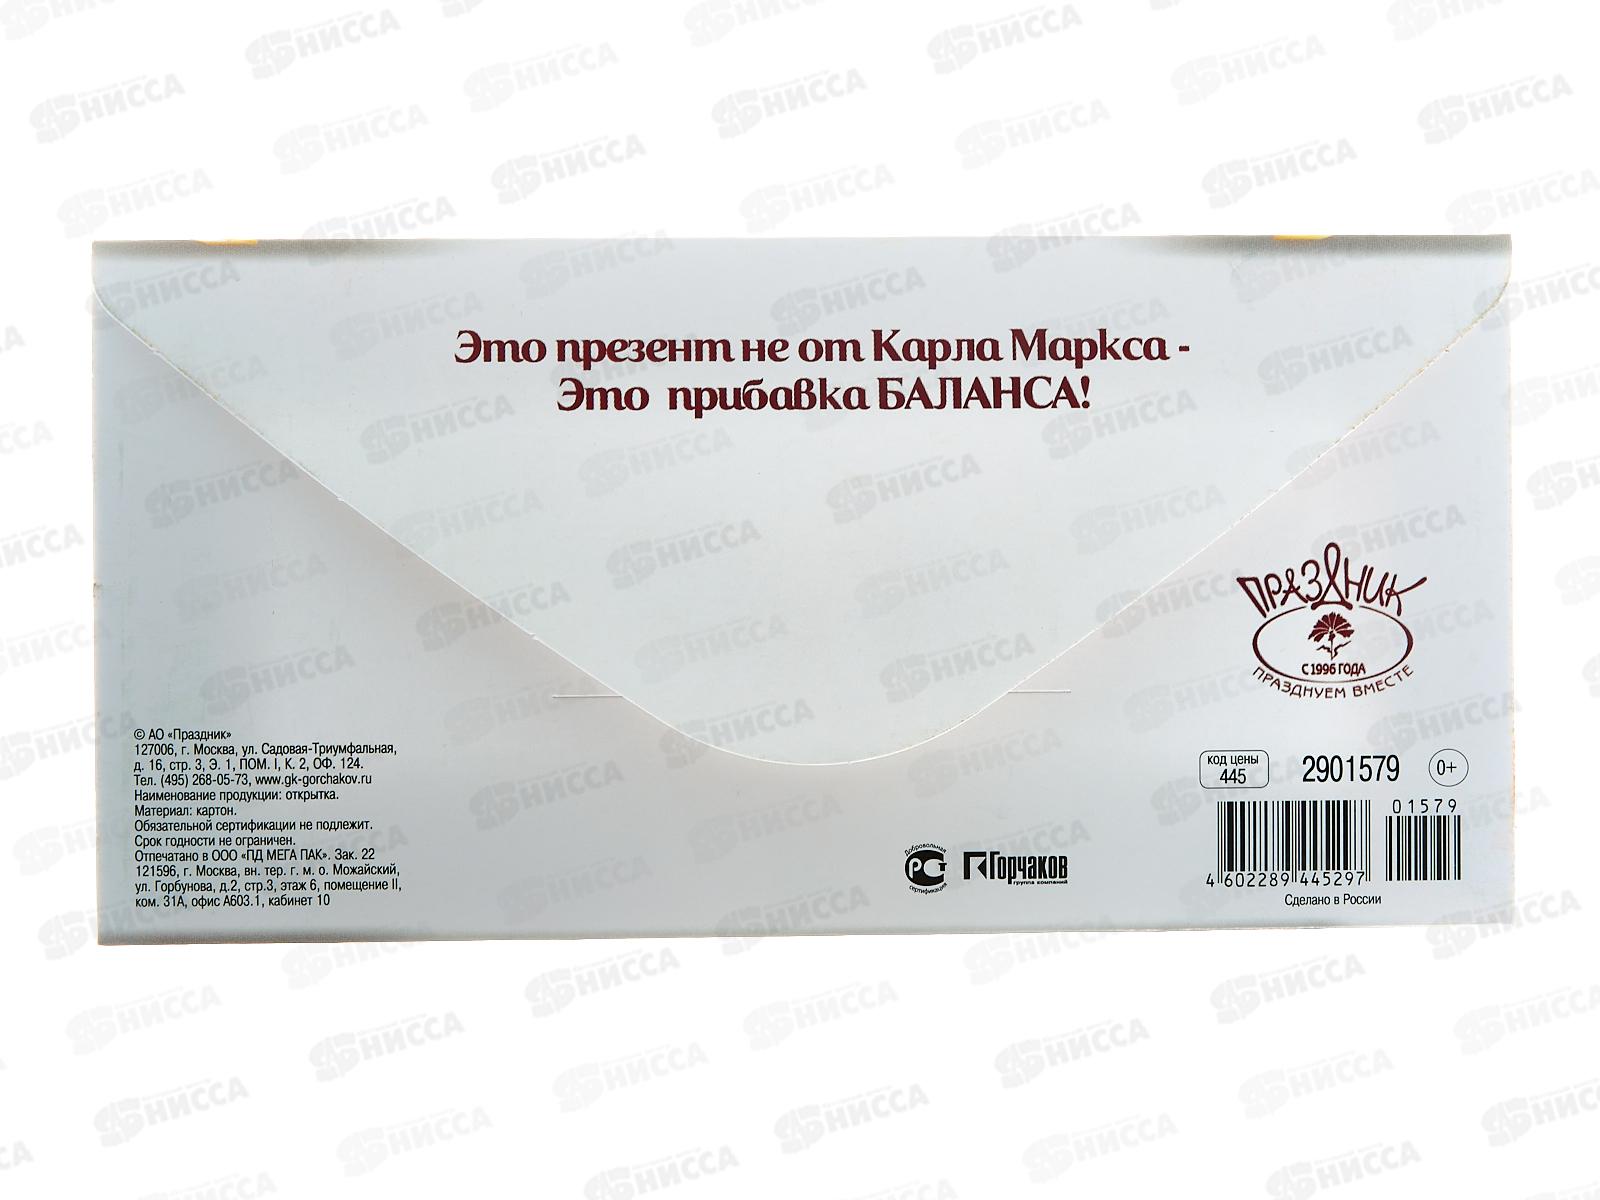 Это презент не от Карла Маркса -
Это прибавка БАЛАНСА!
ПРАЗДНИК
С 1996 ГОДА
ПРАЗДНУЕМ ВМЕСТЕ
© АО «Праздник»
127006, г. Москва, ул. Садовая-Триумфальная,
д. 16, стр. 3, Э. 1, ПОМ. I, К. 2, ОФ. 124.
Тел. (495) 268-05-73, www.gk-gorchakov.ru
Наименование продукции: открытка.
Материал: картон.
Обязательной сертификации не подлежит.
Срок годности не ограничен.
Отпечатано в ООО «ПД МЕГА ПАК». Зак. 22
121596, г. Москва, вн. тер. г. м. о. Можайский,
ул. Горбунова, д.2, стр.3, этаж 6, помещение II,
ком. 31А, офис А603.1, кабинет 10
Добровольная
РСТ
сертификация
Горчаков
группа компаний
код цены
445
2901579
0+
01579
4 602289 445297
Сделано в России
НИССА